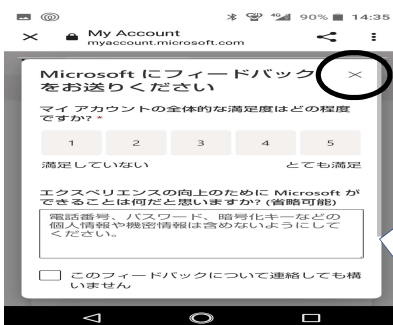 90% 14:35
My Account
myaccount.microsoft.com
Microsoft にフィードバック
をお送りください
マイ アカウントの全体的な満足度はどの程度
ですか? *
1 2 3 4 5
満足していない とても満足
エクスペリエンスの向上のために Microsoft が
できることは何だと思いますか? (省略可能)
電話番号、パスワード、暗号化キーなどの
個人情報や機密情報は含めないようにして
ください。
このフィードバックについて連絡しても構
いません